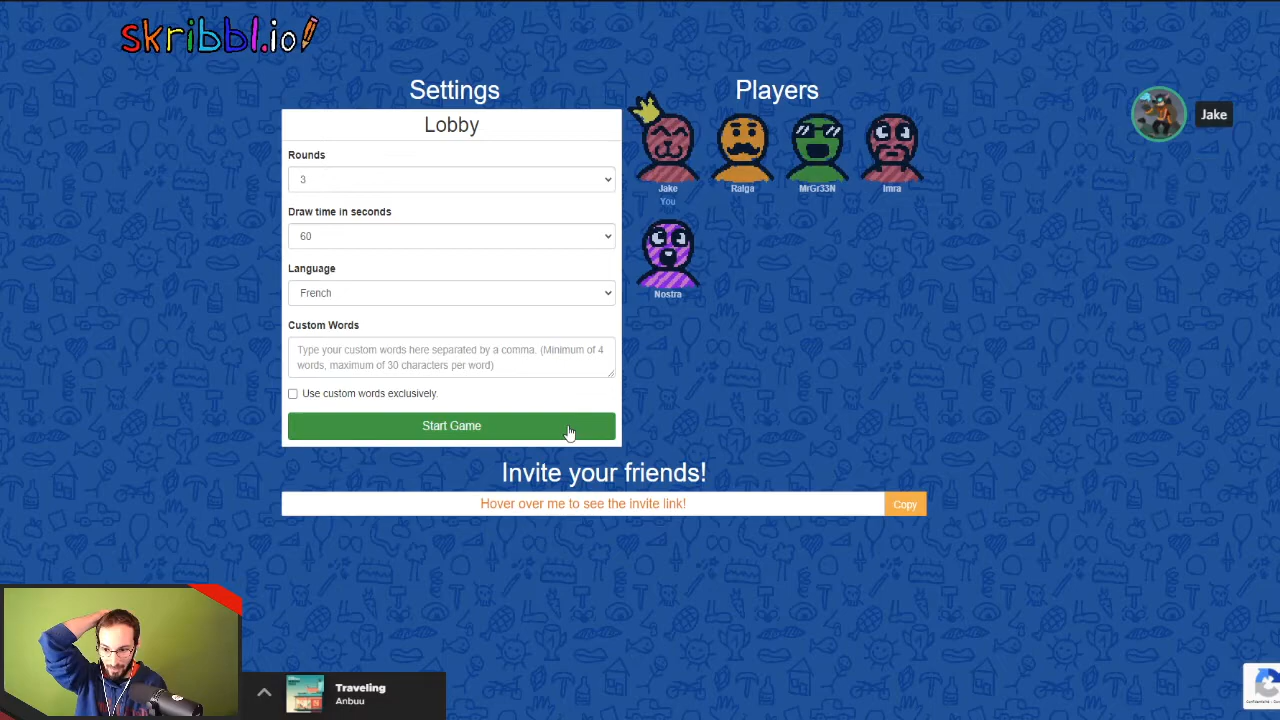 skribbl.io
Settings
Players
Lobby
Rounds
3
Draw time in seconds
60
Language
French
Custom Words
Type your custom words here separated by a comma. (Minimum of 4
words, maximum of 30 characters per word)
Use custom words exclusively.
Start Game
Jake
You
Ralga
MrGr33N
Imra
Nostra
Jake
Invite your friends!
Hover over me to see the invite link!
Copy
Traveling
Anbuu